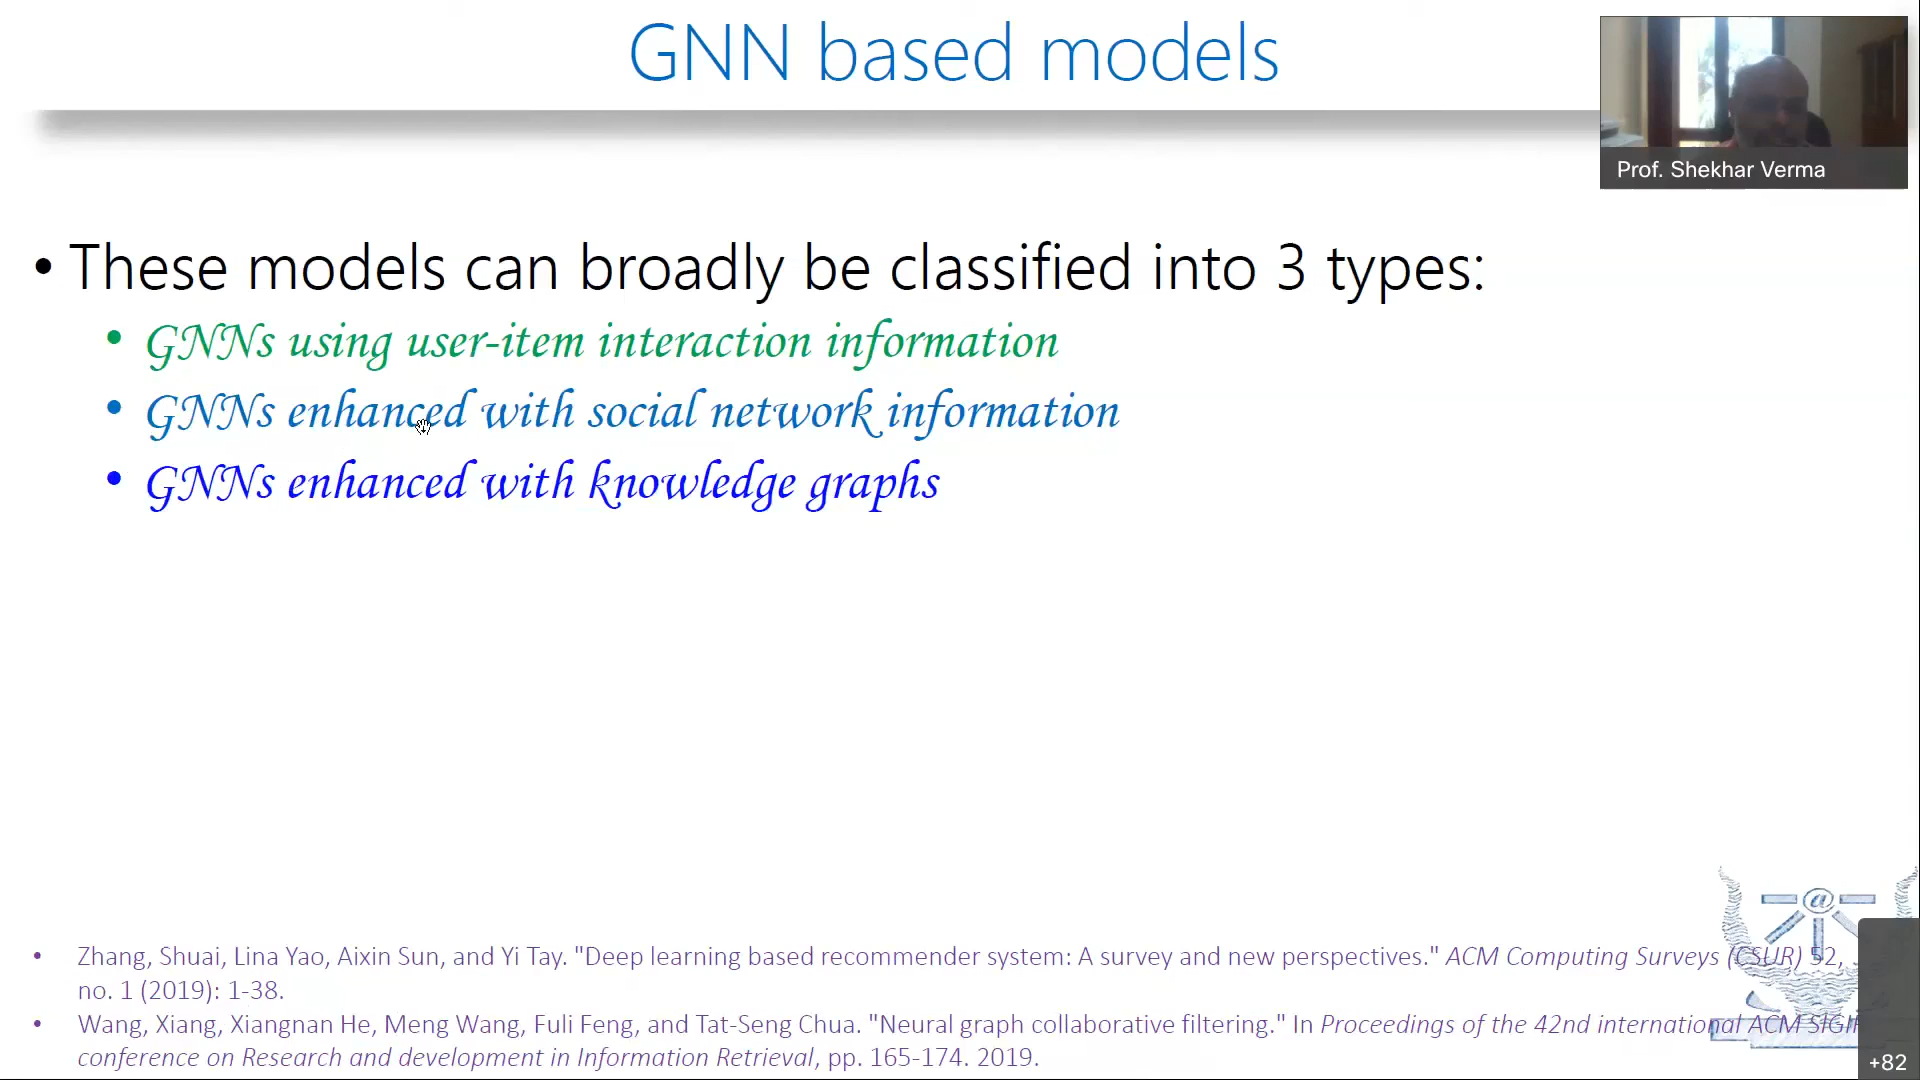 GNN based models
Prof. Shekhar Verma
• These models can broadly be classified into 3 types:
• GNNs using user-item interaction information
• GNNs enhanced with social network information
• GNNs enhanced with knowledge graphs
@
• Zhang, Shuai, Lina Yao, Aixin Sun, and Yi Tay. "Deep learning based recommender system: A survey and new perspectives." ACM Computing Surveys (CSUR) 52,
no. 1 (2019): 1-38.
• Wang, Xiang, Xiangnan He, Meng Wang, Fuli Feng, and Tat-Seng Chua. "Neural graph collaborative filtering." In Proceedings of the 42nd international ACM
conference on Research and development in Information Retrieval, pp. 165-174. 2019.
+82